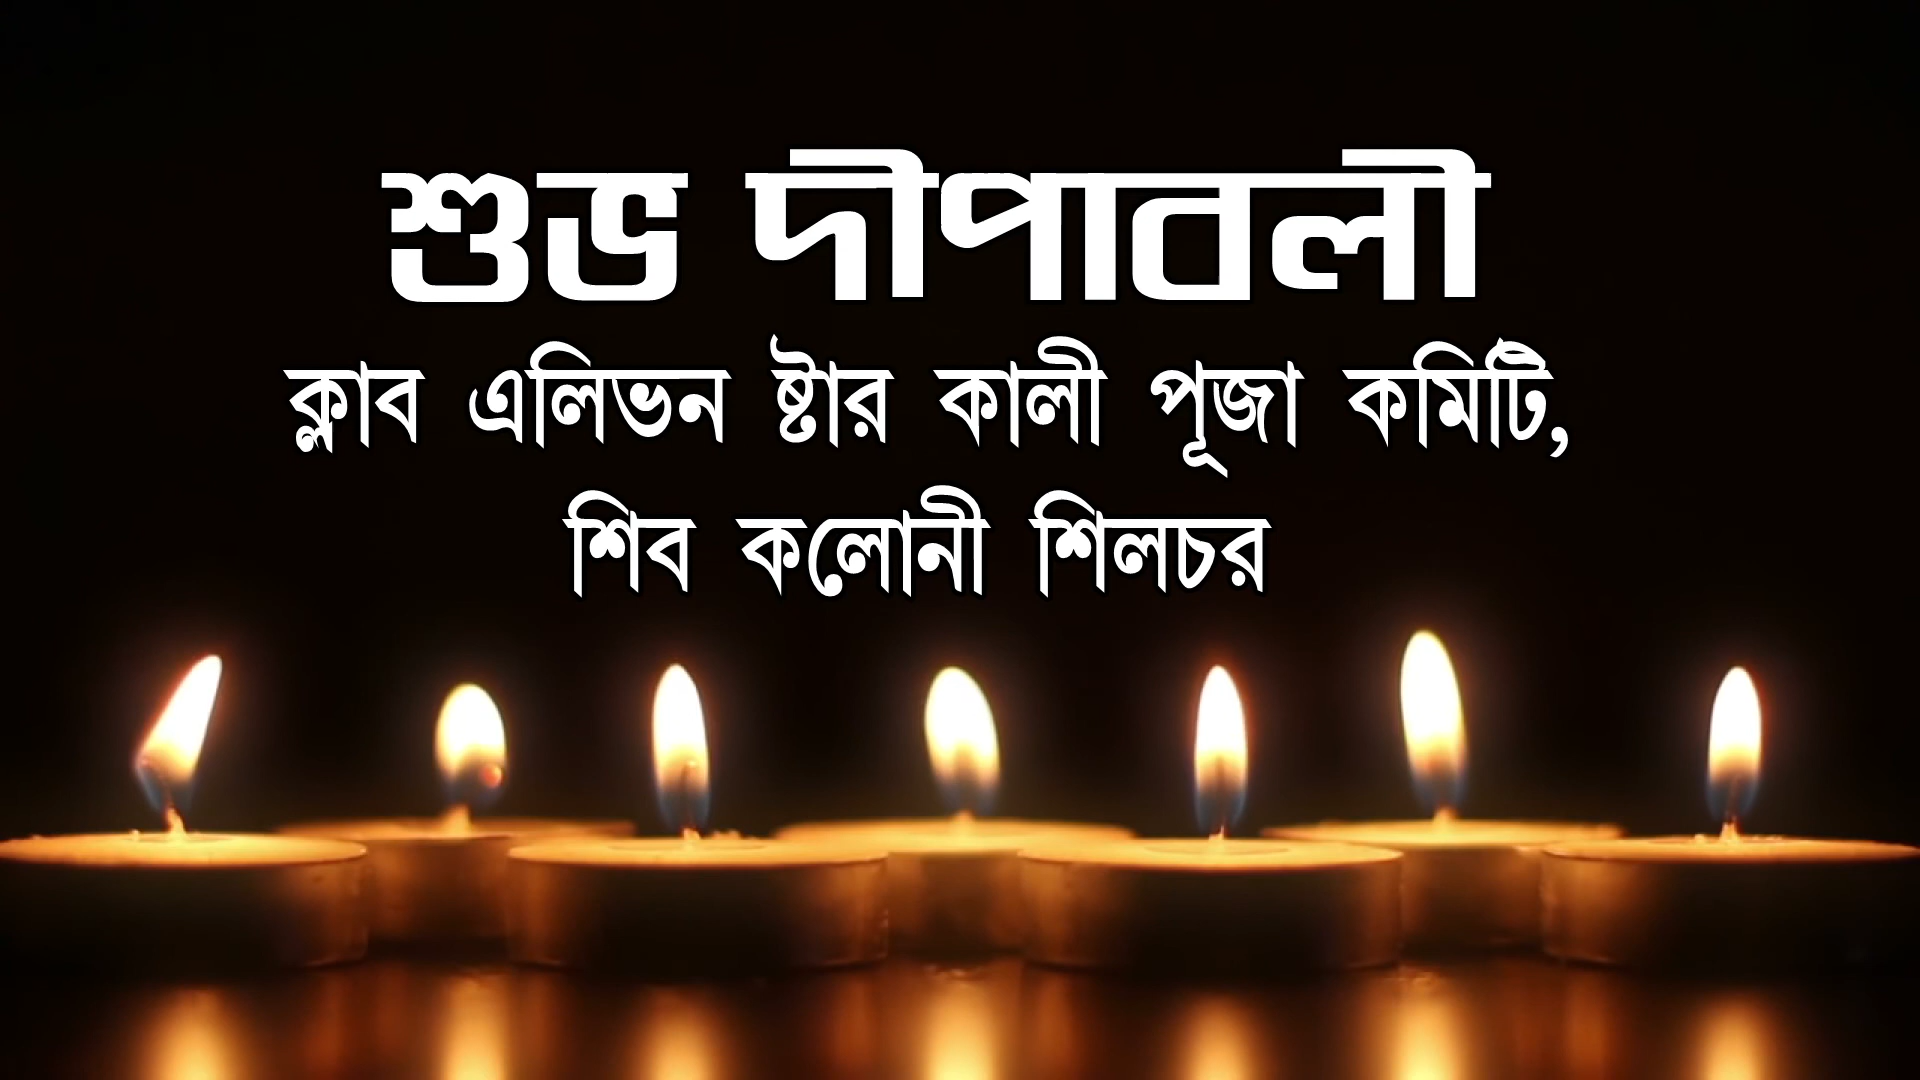 শুভ দীপাবলী
ক্লাব এলিভন ষ্টার কালী পূজা কমিটি,
শিব কলোনী শিলচর